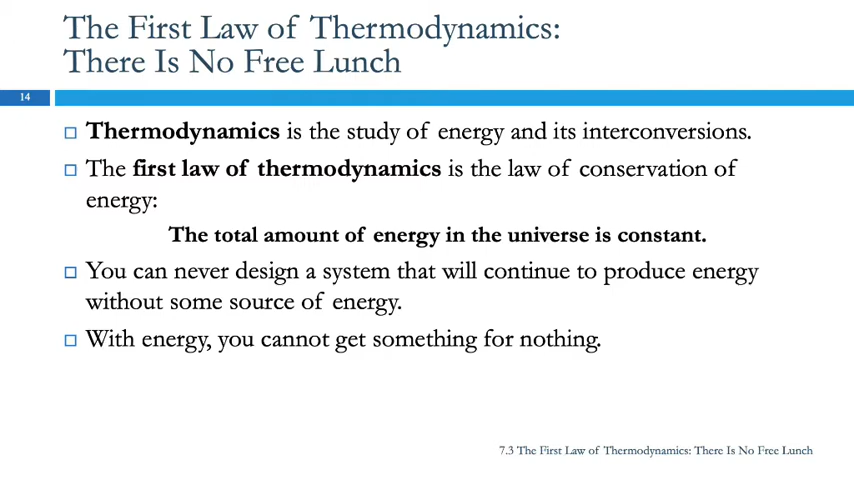 The First Law of Thermodynamics:
There Is No Free Lunch
14
Thermodynamics is the study of energy and its interconversions.
The first law of thermodynamics is the law of conservation of
energy:
The total amount of energy in the universe is constant.
You can never design a system that will continue to produce energy
without some source of energy.
With energy, you cannot get something for nothing.
7.3 The First Law of Thermodynamics: There Is No Free Lunch